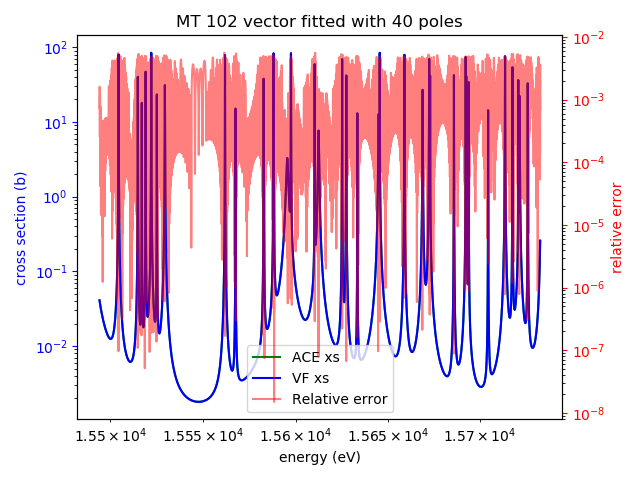 MT 102 vector fitted with 40 poles
cross section (b)
10² 10¹ 10⁰ 10⁻¹ 10⁻²
10⁻² 10⁻³ 10⁻⁴ 10⁻⁵ 10⁻⁶ 10⁻⁷ 10⁻⁸
relative error
ACE xs
VF xs
Relative error
1.55 × 10⁴ 1.555 × 10⁴ 1.56 × 10⁴ 1.565 × 10⁴ 1.57 × 10⁴
energy (eV)